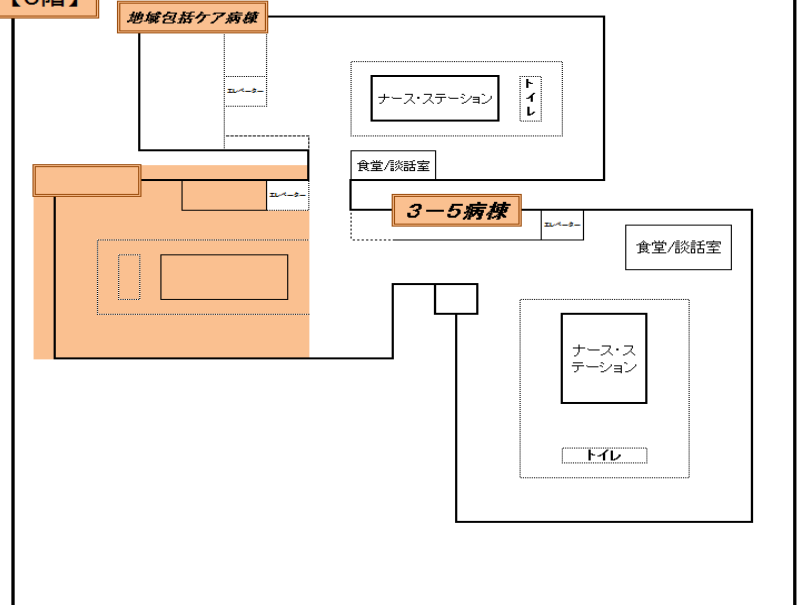 階】
地域包括ケア病棟
エレベーター
ナース・ステーション
トイレ
食堂/談話室
エレベーター
3－5病棟
エレベーター
食堂/談話室
ナース・ス
テーション
トイレ